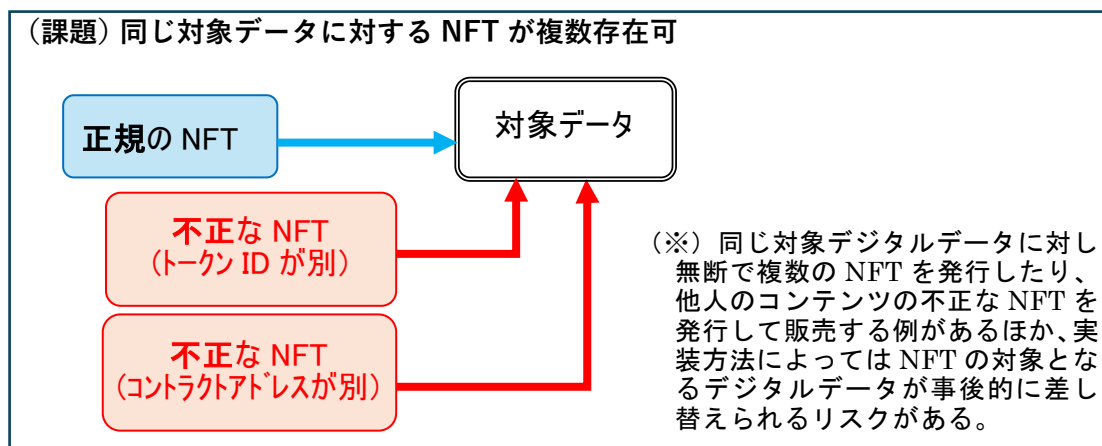 (課題) 同じ対象データに対する NFT が複数存在可
正規の NFT
対象データ
不正な NFT
(トークン ID が別)
不正な NFT
(コントラクトアドレスが別)
(※) 同じ対象デジタルデータに対し
無断で複数の NFT を発行したり、
他人のコンテンツの不正な NFT を
発行して販売する例があるほか、実
装方法によっては NFT の対象とな
るデジタルデータが事後的に差し
替えられるリスクがある。